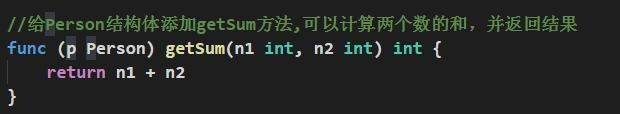 //给Person结构体添加getSum方法,可以计算两个数的和，并返回结果
func (p Person) getSum(n1 int, n2 int) int {
    return n1 + n2
}